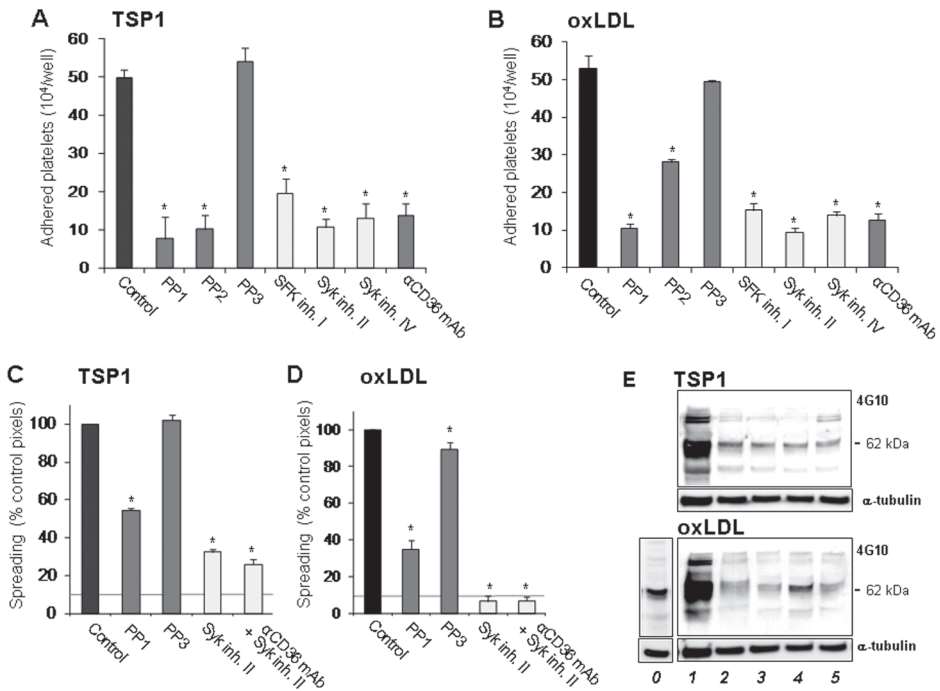 A TSP1
Adhered platelets (10⁴/well)
60
50
40
30
20
10
0
* * * * * *
Control PP1 PP2 PP3 SFK inh. I Syk inh. II Syk inh. IV αCD36 mAb
B oxLDL
Adhered platelets (10⁴/well)
60
50
40
30
20
10
0
* * * * * *
Control PP1 PP2 PP3 SFK inh. I Syk inh. II Syk inh. IV αCD36 mAb
C TSP1
Spreading (% control pixels)
100
80
60
40
20
0
* * *
Control PP1 PP3 Syk inh. II αCD36 mAb
+ Syk inh. II
D oxLDL
Spreading (% control pixels)
100
80
60
40
20
0
* * * *
Control PP1 PP3 Syk inh. II αCD36 mAb
+ Syk inh. II
E TSP1
4G10
- 62 kDa
α-tubulin
oxLDL
4G10
- 62 kDa
α-tubulin
0 1 2 3 4 5